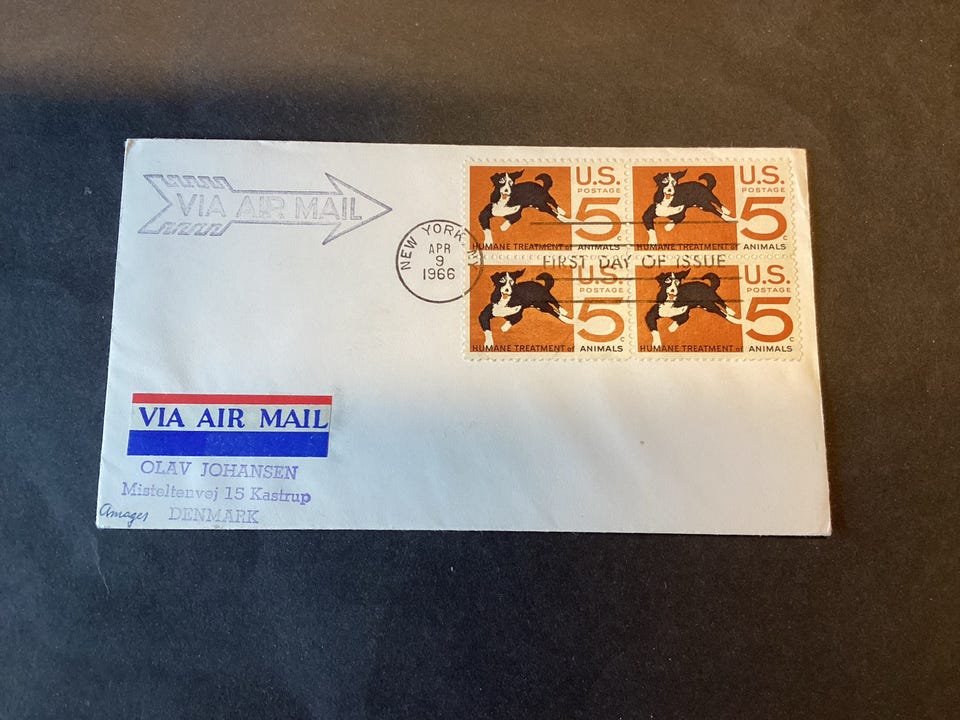 VIA AIR MAIL
NEW YORK, NY
APR
9
1966
FIRST DAY OF ISSUE
U.S.
POSTAGE
5c
HUMANE TREATMENT of ANIMALS
U.S.
POSTAGE
5c
HUMANE TREATMENT of ANIMALS
U.S.
POSTAGE
5c
HUMANE TREATMENT of ANIMALS
U.S.
POSTAGE
5c
HUMANE TREATMENT of ANIMALS
VIA AIR MAIL
OLAV JOHANSEN
Misteltenvej 15 Kastrup
Amager DENMARK